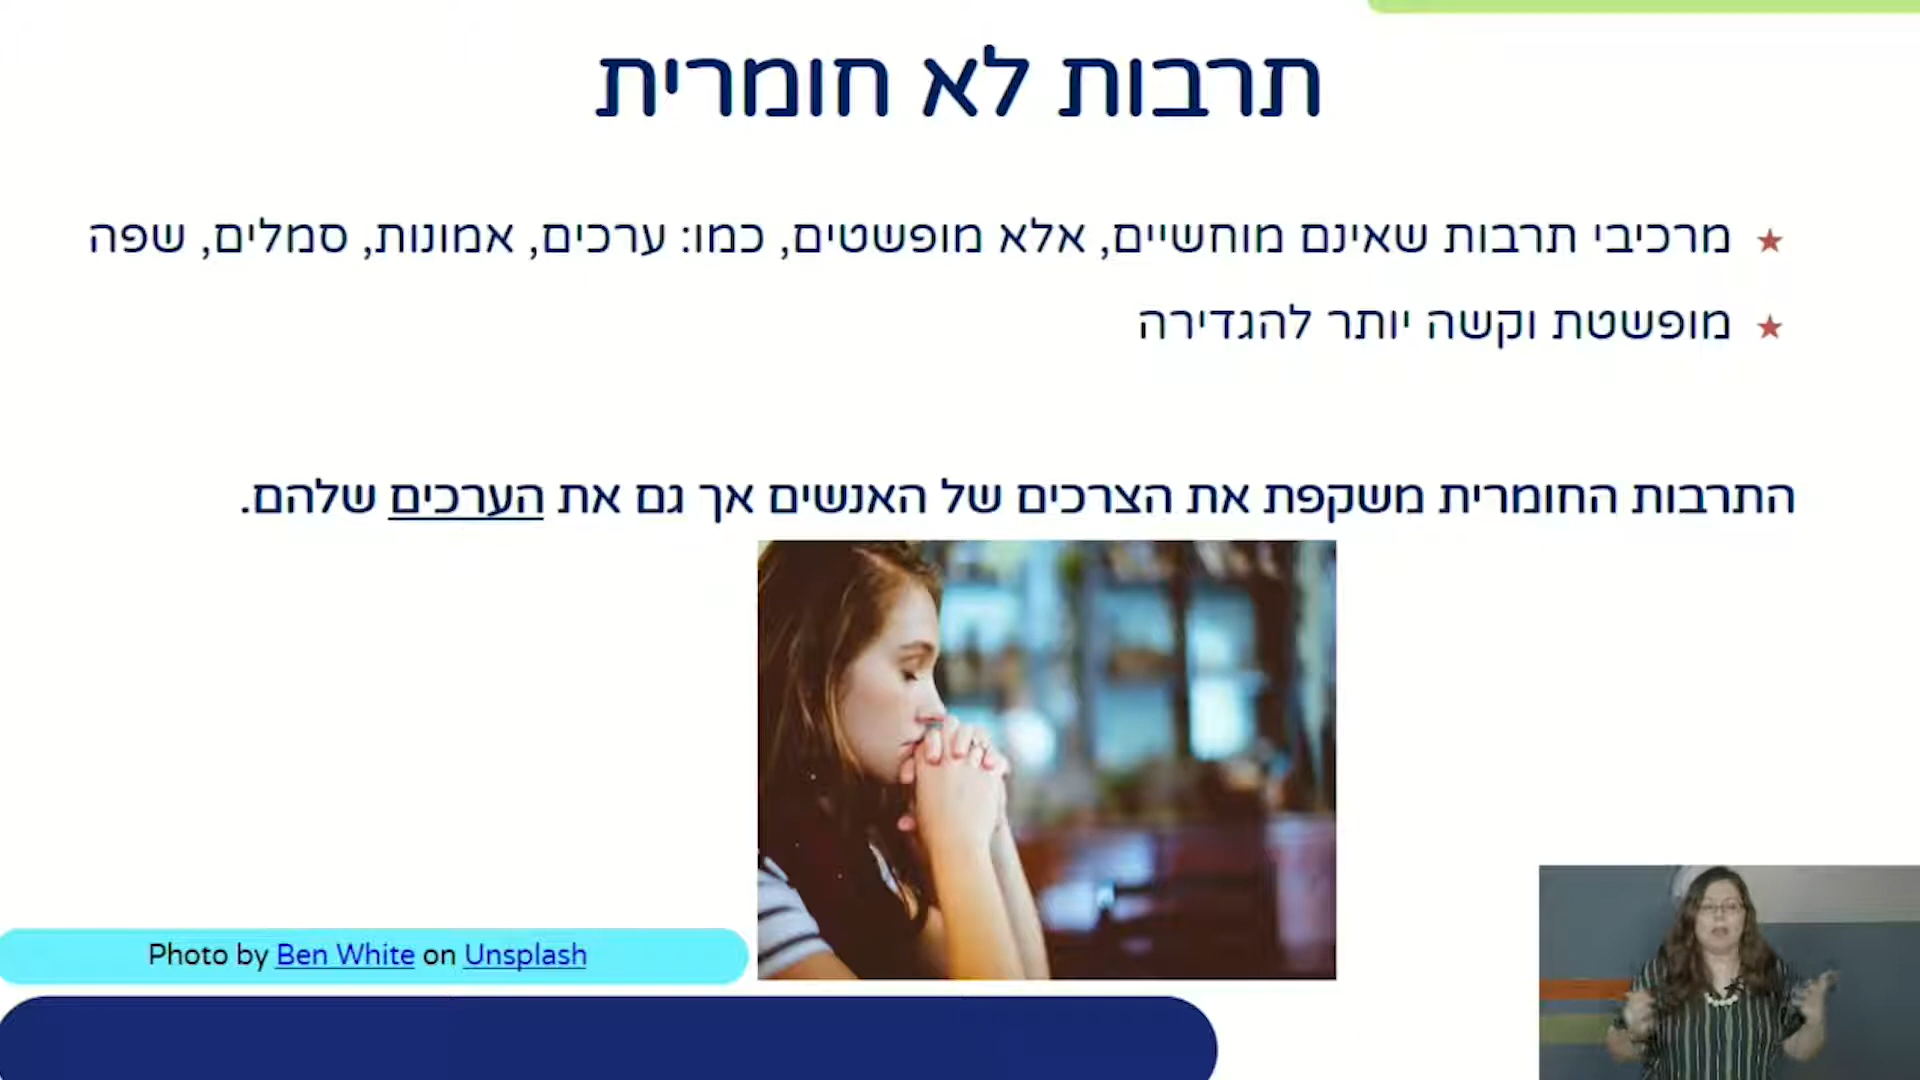 תרבות לא חומרית
מרכיבי תרבות שאינם מוחשיים, אלא מופשטים, כמו: ערכים, אמונות, סמלים, שפה
מופשטת וקשה יותר להגדירה
התרבות החומרית משקפת את הצרכים של האנשים אך גם את הערכים שלהם.
Photo by Ben White on Unsplash